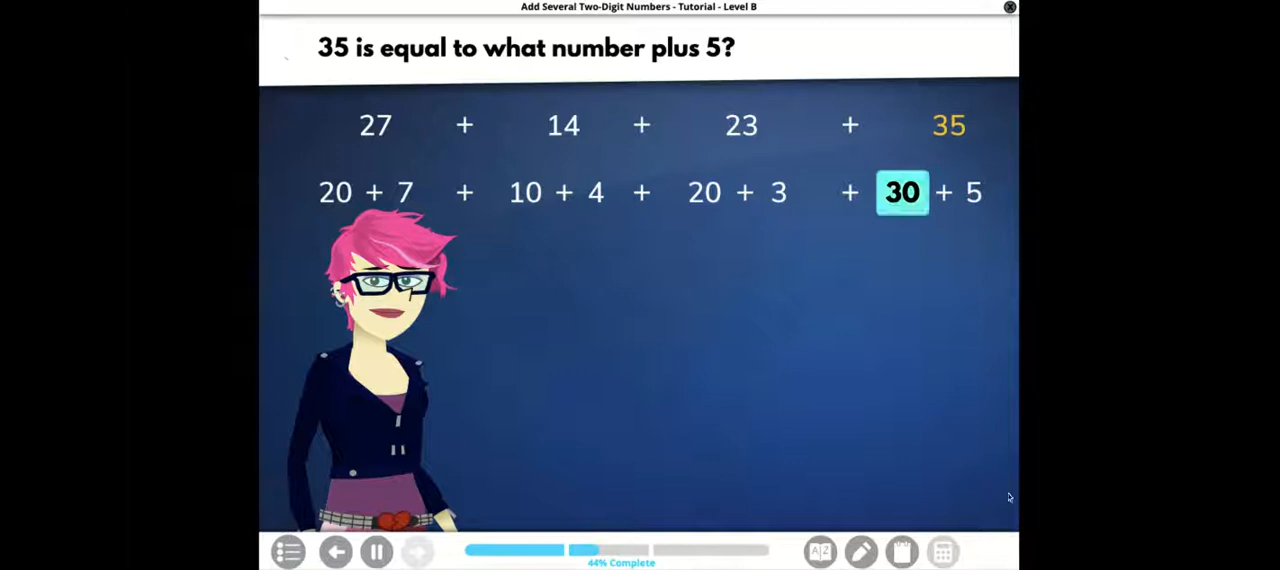 Add Several Two-Digit Numbers - Tutorial - Level B
X
35 is equal to what number plus 5?
27 + 14 + 23 + 35
20 + 7 + 10 + 4 + 20 + 3 + 30 + 5
AZ
44% Complete